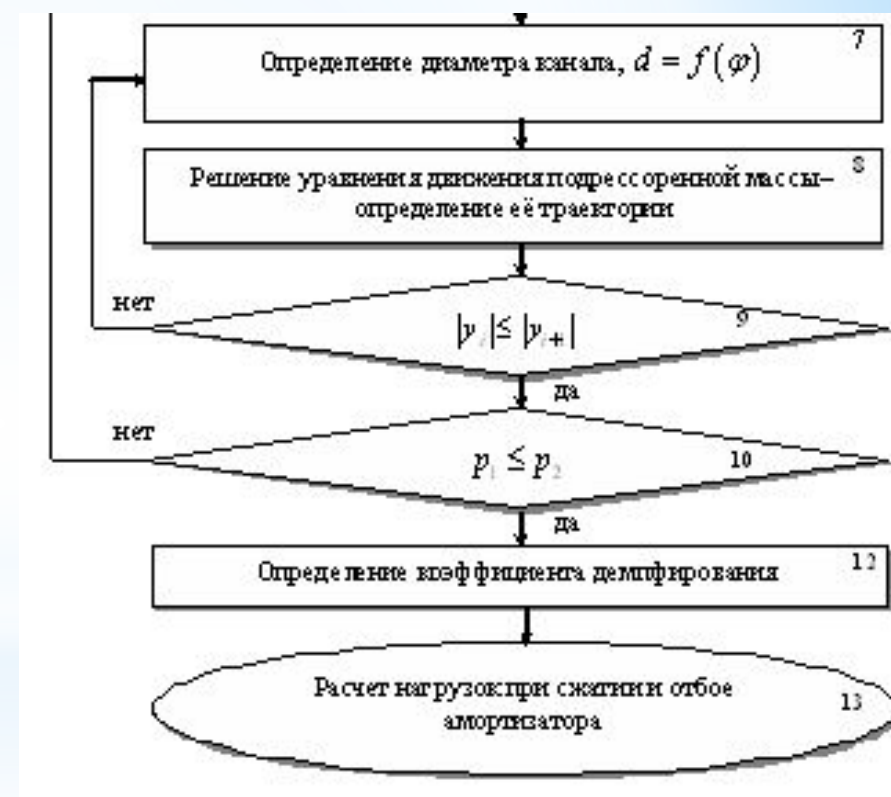 7
Определение диаметра канала, d = f(φ)
8
Решение уравнения движения подрессоренной массы–
определение её траектории
нет
9
|y_i| ≤ |y_{i+1}|
да
нет
p_1 ≤ p_2
10
да
Определение коэффициента демпфирования
12
Расчет нагрузок при сжатии и отбое
амортизатора
13